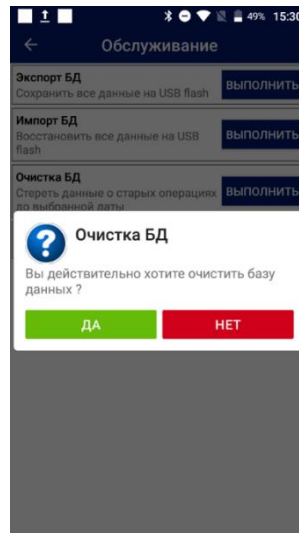 49% 15:30
Обслуживание
Экспорт БД
Сохранить все данные на USB flash
ВЫПОЛНИТЬ
Импорт БД
Восстановить все данные на USB
flash
ВЫПОЛНИТЬ
Очистка БД
Стереть данные о старых операциях
до выбранной даты
ВЫПОЛНИТЬ
Очистка БД
Вы действительно хотите очистить базу
данных ?
ДА НЕТ